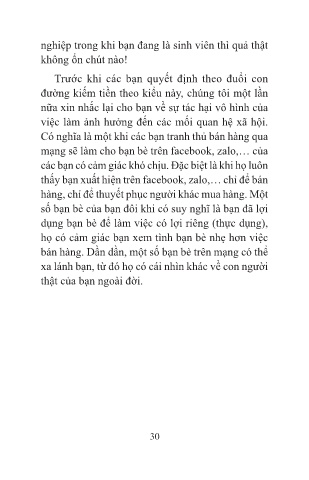 nghiệp trong khi bạn đang là sinh viên thì quả thật
không ổn chút nào!
Trước khi các bạn quyết định theo đuổi con
đường kiếm tiền theo kiểu này, chúng tôi một lần
nữa xin nhắc lại cho bạn về sự tác hại vô hình của
việc làm ảnh hưởng đến các mối quan hệ xã hội.
Có nghĩa là một khi các bạn tranh thủ bán hàng qua
mạng sẽ làm cho bạn bè trên facebook, zalo,… của
các bạn có cảm giác khó chịu. Đặc biệt là khi họ luôn
thấy bạn xuất hiện trên facebook, zalo,… chỉ để bán
hàng, chỉ để thuyết phục người khác mua hàng. Một
số bạn bè của bạn đôi khi có suy nghĩ là bạn đã lợi
dụng bạn bè để làm việc có lợi riêng (thực dụng),
họ có cảm giác bạn xem tình bạn bè nhẹ hơn việc
bán hàng. Dần dần, một số bạn bè trên mạng có thể
xa lánh bạn, từ đó họ có cái nhìn khác về con người
thật của bạn ngoài đời.
30